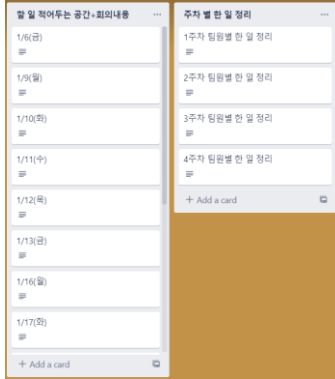 할 일 적어두는 공간+회의내용
1/6(금)
1/9(월)
1/10(화)
1/11(수)
1/12(목)
1/13(금)
1/16(월)
1/17(화)
+ Add a card
주차 별 한 일 정리
1주차 팀원별 한 일 정리
2주차 팀원별 한 일 정리
3주차 팀원별 한 일 정리
4주차 팀원별 한 일 정리
+ Add a card